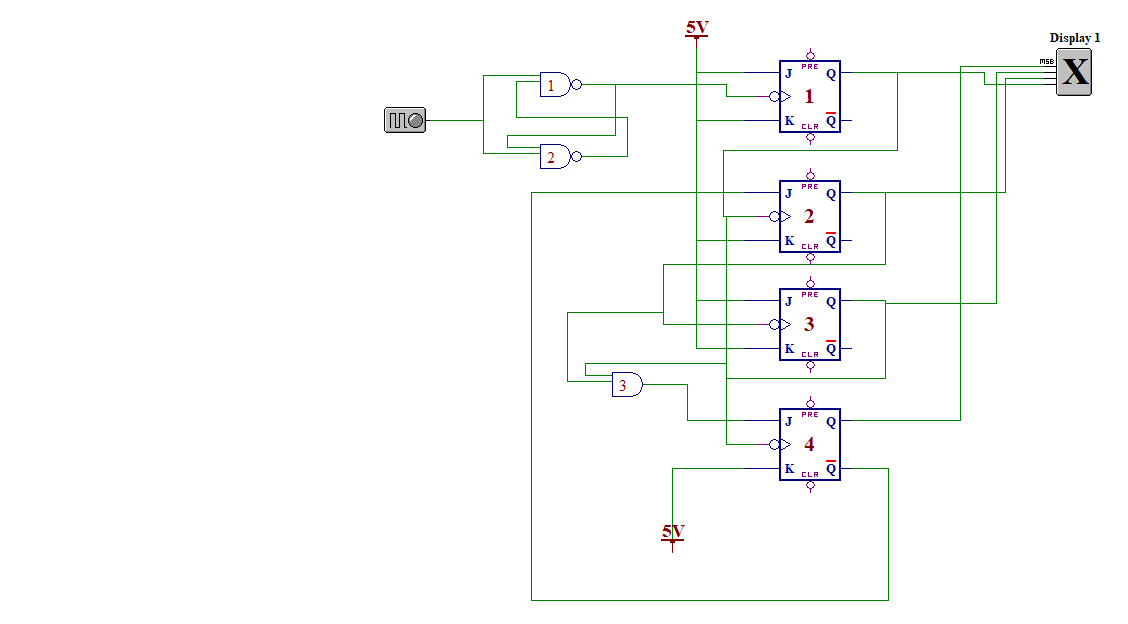 5V
Display 1
MSB
X
1
2
J
PRE
Q
1
K
CLR
Q
J
PRE
Q
2
K
CLR
Q
J
PRE
Q
3
K
CLR
Q
3
J
PRE
Q
4
K
CLR
Q
5V